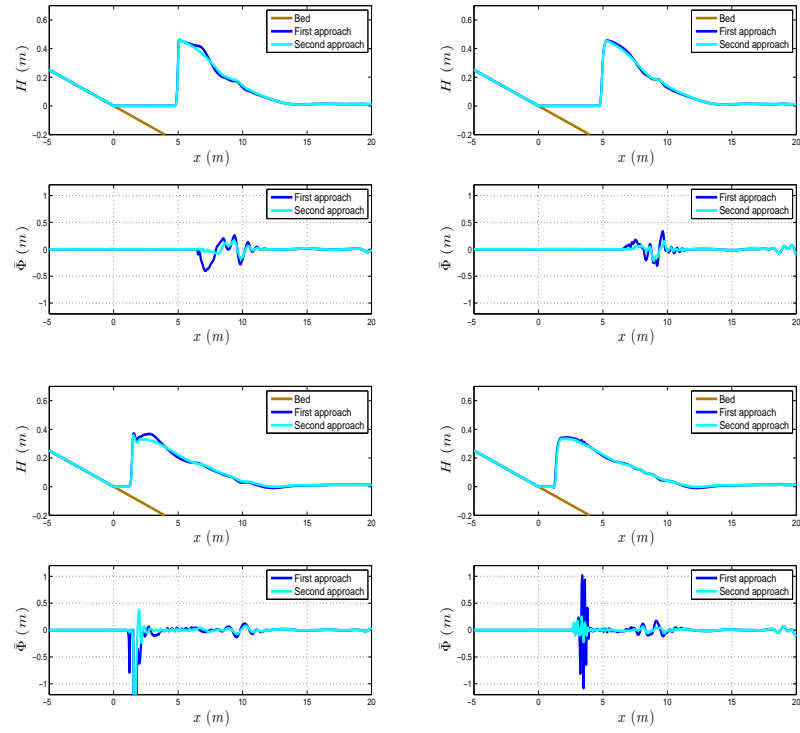 H (m)
0.6
0.4
0.2
0
−0.2
Bed
First approach
Second approach
−5 0 5 10 15 20
x (m)
H (m)
0.6
0.4
0.2
0
−0.2
Bed
First approach
Second approach
−5 0 5 10 15 20
x (m)
Φ̄ (m)
1
0.5
0
−0.5
−1
First approach
Second approach
−5 0 5 10 15 20
x (m)
Φ̄ (m)
1
0.5
0
−0.5
−1
First approach
Second approach
−5 0 5 10 15 20
x (m)
H (m)
0.6
0.4
0.2
0
−0.2
Bed
First approach
Second approach
−5 0 5 10 15 20
x (m)
H (m)
0.6
0.4
0.2
0
−0.2
Bed
First approach
Second approach
−5 0 5 10 15 20
x (m)
Φ̄ (m)
1
0.5
0
−0.5
−1
First approach
Second approach
−5 0 5 10 15 20
x (m)
Φ̄ (m)
1
0.5
0
−0.5
−1
First approach
Second approach
−5 0 5 10 15 20
x (m)